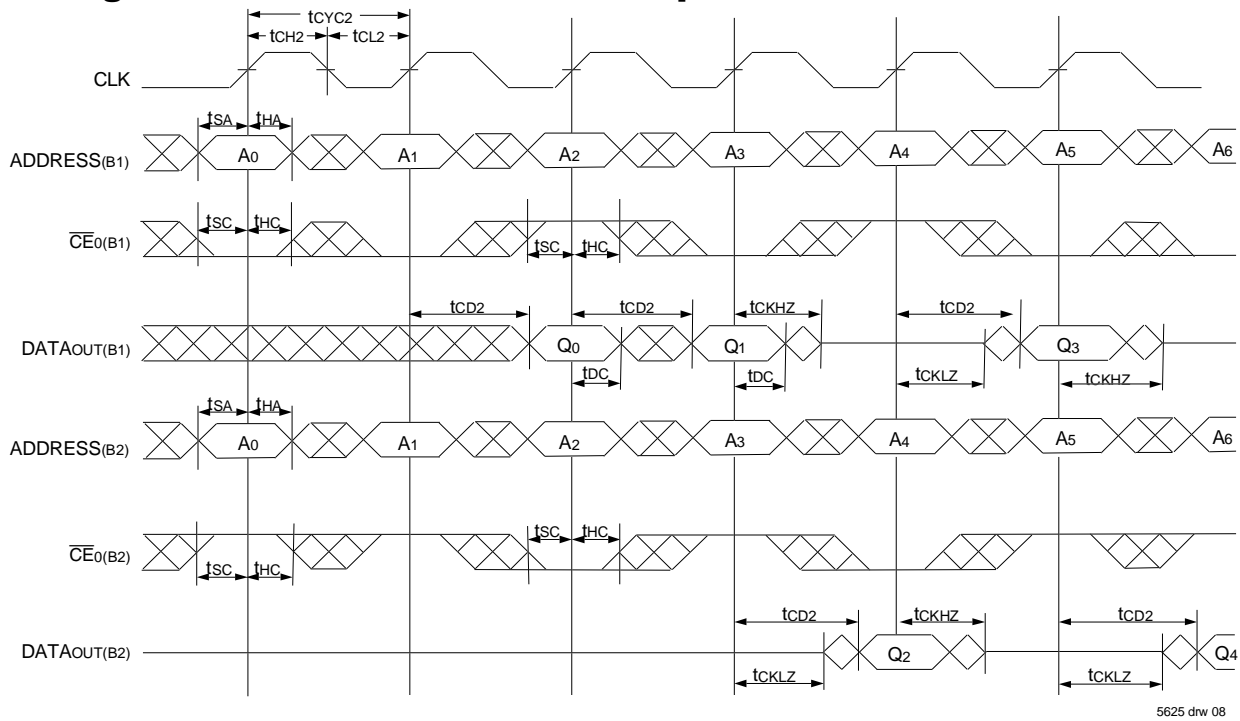 tCYC2
tCH2 tCL2
CLK
tSA tHA
ADDRESS(B1) A0 A1 A2 A3 A4 A5 A6
tSC tHC
CE0(B1)
tSC tHC
tCD2 tCD2 tCKHZ tCD2
DATAOUT(B1) Q0 Q1 Q3
tDC tDC tCKLZ tCKHZ
tSA tHA
ADDRESS(B2) A0 A1 A2 A3 A4 A5 A6
tSC tHC
CE0(B2)
tSC tHC
tCD2 tCKHZ tCD2
DATAOUT(B2) Q2 Q4
tCKLZ tCKLZ
5625 drw 08